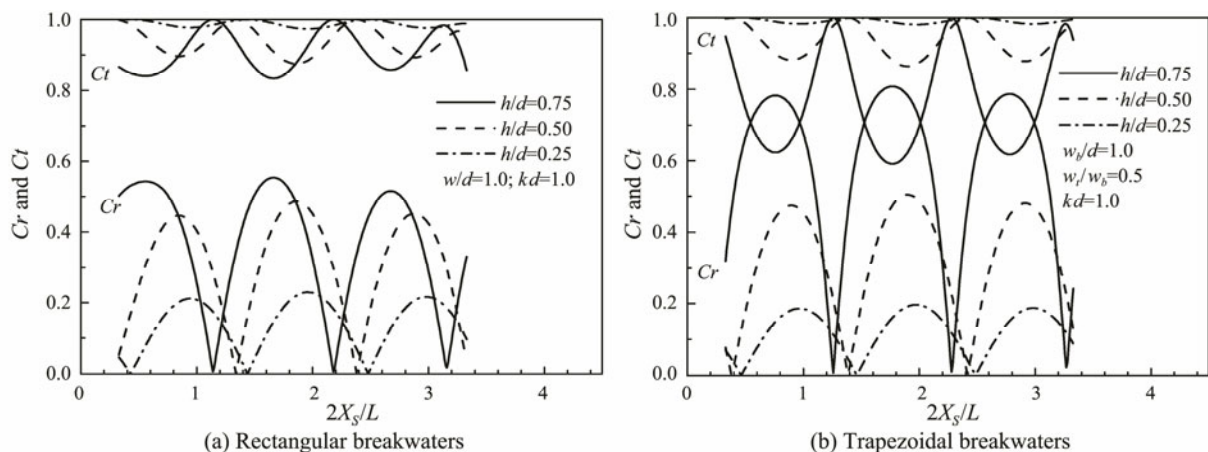 1.0
0.8
0.6
0.4
0.2
0.0
Cr and Ct
Ct
Cr
h/d=0.75
h/d=0.50
h/d=0.25
w/d=1.0; kd=1.0
0 1 2 3 4
2X_S/L
(a) Rectangular breakwaters
1.0
0.8
0.6
0.4
0.2
0.0
Cr and Ct
Ct
Cr
h/d=0.75
h/d=0.50
h/d=0.25
w_b/d=1.0
w_t/w_b=0.5
kd=1.0
0 1 2 3 4
2X_S/L
(b) Trapezoidal breakwaters